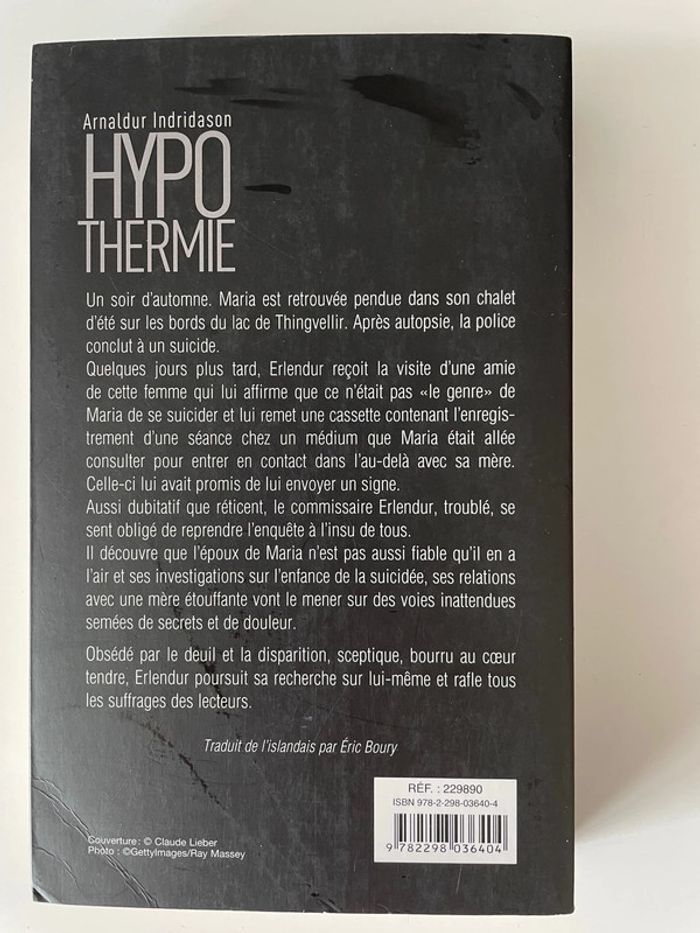 Arnaldur Indridason
HYPO
THERMIE
Un soir d'automne. Maria est retrouvée pendue dans son chalet
d'été sur les bords du lac de Thingvellir. Après autopsie, la police
conclut à un suicide.
Quelques jours plus tard, Erlendur reçoit la visite d'une amie
de cette femme qui lui affirme que ce n'était pas «le genre» de
Maria de se suicider et lui remet une cassette contenant l'enregis-
trement d'une séance chez un médium que Maria était allée
consulter pour entrer en contact dans l'au-delà avec sa mère.
Celle-ci lui avait promis de lui envoyer un signe.
Aussi dubitatif que réticent, le commissaire Erlendur, troublé, se
sent obligé de reprendre l'enquête à l'insu de tous.
Il découvre que l'époux de Maria n'est pas aussi fiable qu'il en a
l'air et ses investigations sur l'enfance de la suicidée, ses relations
avec une mère étouffante vont le mener sur des voies inattendues
semées de secrets et de douleur.
Obsédé par le deuil et la disparition, sceptique, bourru au cœur
tendre, Erlendur poursuit sa recherche sur lui-même et rafle tous
les suffrages des lecteurs.
Traduit de l'islandais par Éric Boury
RÉF. : 229890
ISBN 978-2-298-03640-4
9 782298 036404
Couverture : © Claude Lieber
Photo : ©GettyImages/Ray Massey